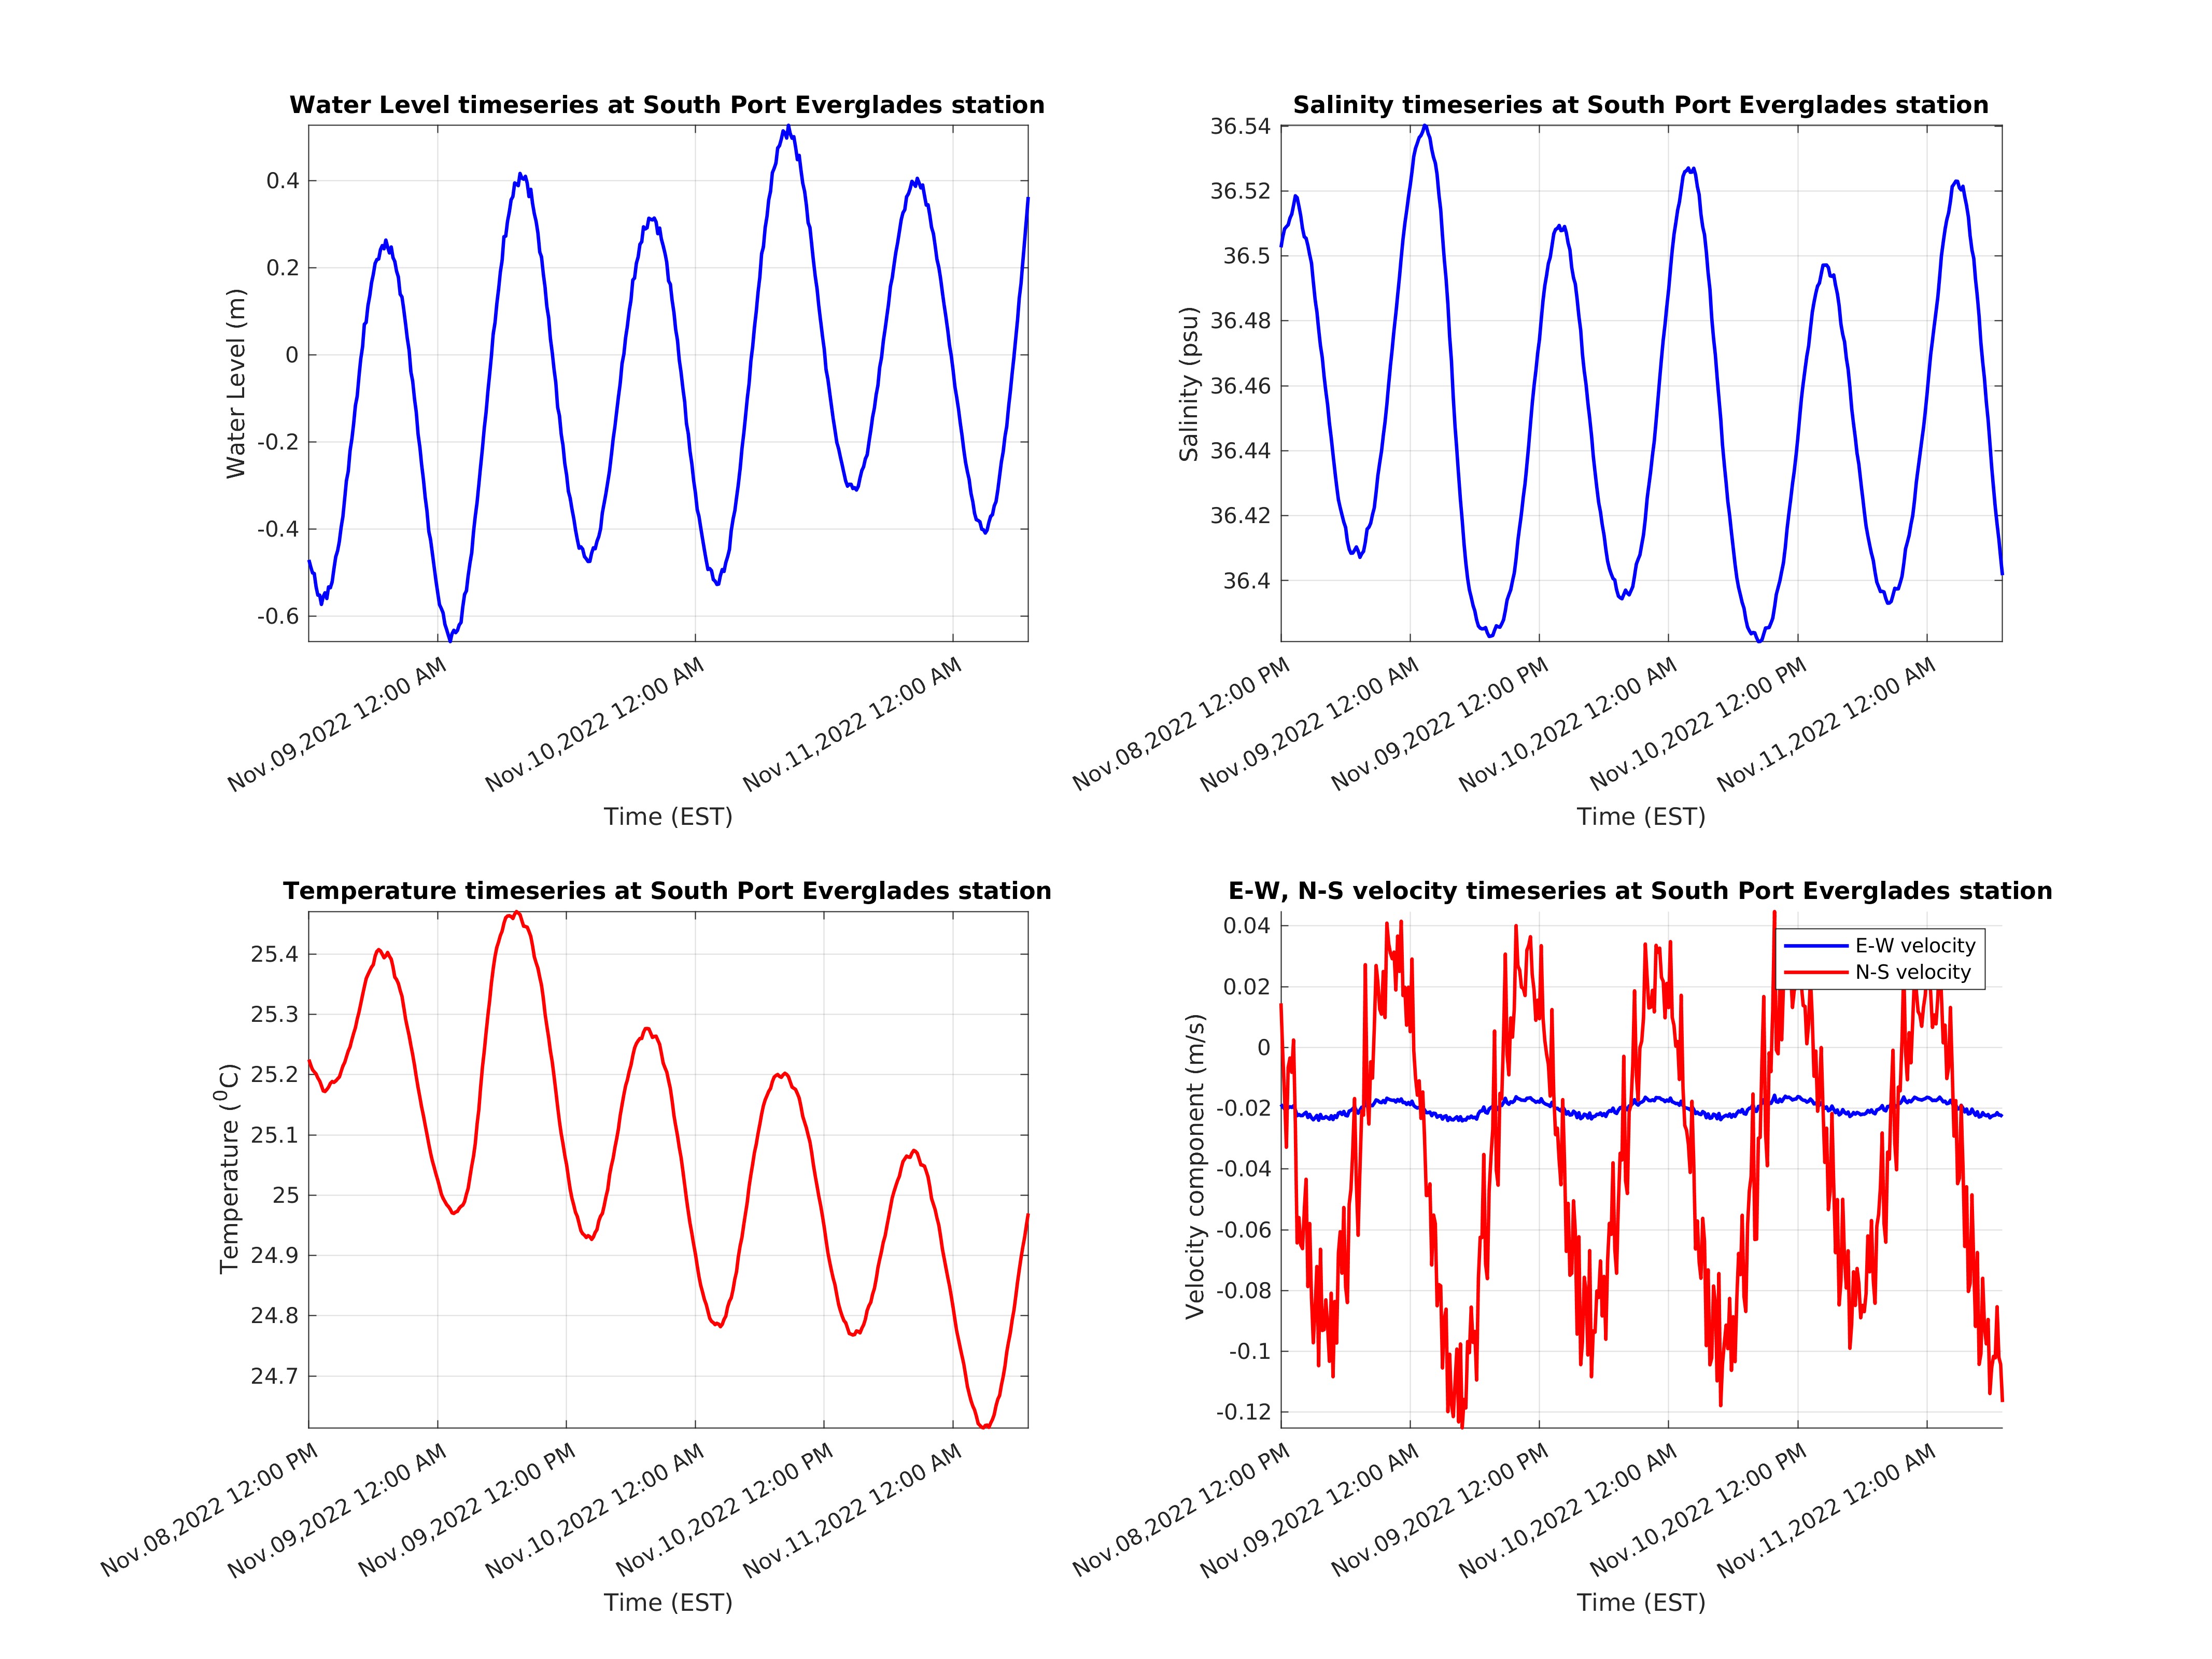 Water Level timeseries at South Port Everglades station
Water Level (m)
0.4
0.2
0
-0.2
-0.4
-0.6
Nov.09,2022 12:00 AM
Nov.10,2022 12:00 AM
Nov.11,2022 12:00 AM
Time (EST)
Salinity timeseries at South Port Everglades station
Salinity (psu)
36.54
36.52
36.5
36.48
36.46
36.44
36.42
36.4
Nov.08,2022 12:00 PM
Nov.09,2022 12:00 AM
Nov.09,2022 12:00 PM
Nov.10,2022 12:00 AM
Nov.10,2022 12:00 PM
Nov.11,2022 12:00 AM
Time (EST)
Temperature timeseries at South Port Everglades station
Temperature (⁰C)
25.4
25.3
25.2
25.1
25
24.9
24.8
24.7
Nov.08,2022 12:00 PM
Nov.09,2022 12:00 AM
Nov.09,2022 12:00 PM
Nov.10,2022 12:00 AM
Nov.10,2022 12:00 PM
Nov.11,2022 12:00 AM
Time (EST)
E-W, N-S velocity timeseries at South Port Everglades station
Velocity component (m/s)
0.04
0.02
0
-0.02
-0.04
-0.06
-0.08
-0.1
-0.12
E-W velocity
N-S velocity
Nov.08,2022 12:00 PM
Nov.09,2022 12:00 AM
Nov.09,2022 12:00 PM
Nov.10,2022 12:00 AM
Nov.10,2022 12:00 PM
Nov.11,2022 12:00 AM
Time (EST)